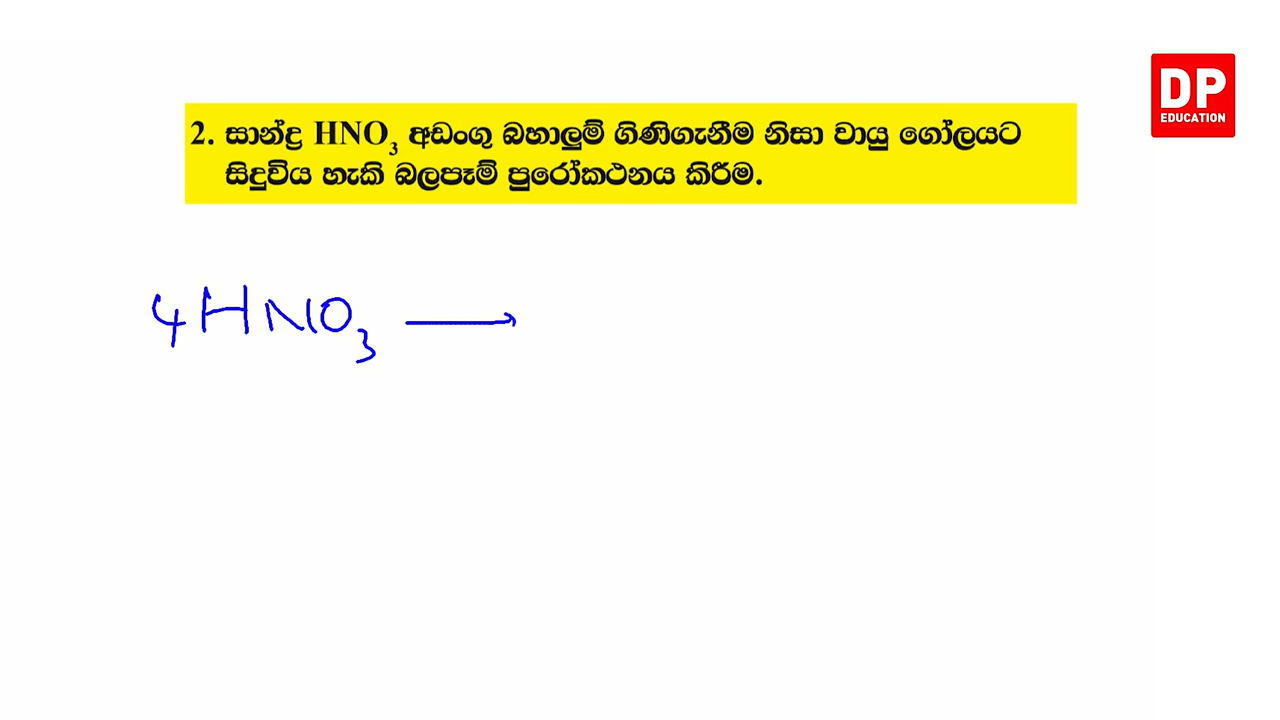 DP
EDUCATION
2. සාන්ද්‍ර HNO₃ අඩංගු බහාලුම් ගිණිගැනීම නිසා වායු ගෝලයට
සිදුවිය හැකි බලපෑම් පුරෝකථනය කිරීම.
4HNO₃ ⟶